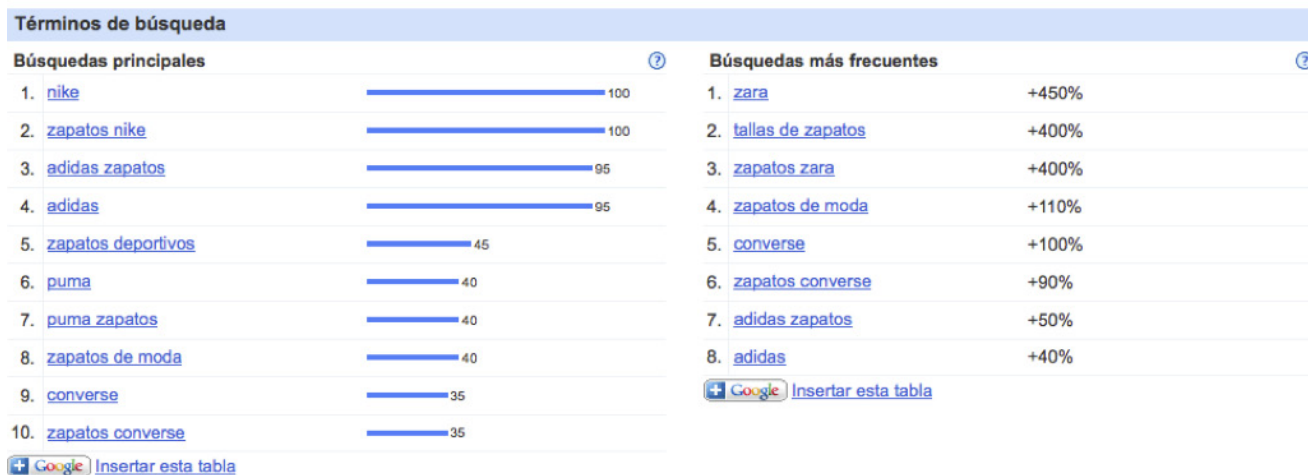 Términos de búsqueda
Búsquedas principales ?
1. nike 100
2. zapatos nike 100
3. adidas zapatos 95
4. adidas 95
5. zapatos deportivos 45
6. puma 40
7. puma zapatos 40
8. zapatos de moda 40
9. converse 35
10. zapatos converse 35
+ Google Insertar esta tabla
Búsquedas más frecuentes ?
1. zara +450%
2. tallas de zapatos +400%
3. zapatos zara +400%
4. zapatos de moda +110%
5. converse +100%
6. zapatos converse +90%
7. adidas zapatos +50%
8. adidas +40%
+ Google Insertar esta tabla